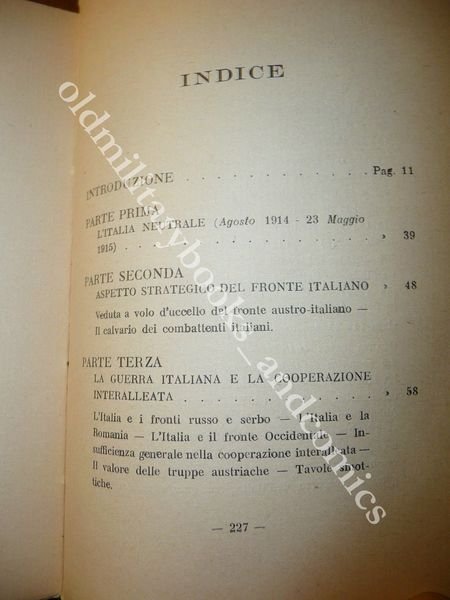 INDICE
INTRODUZIONE . . . . . . . . . . Pag. 11
PARTE PRIMA
L'ITALIA NEUTRALE (Agosto 1914 - 23 Maggio
1915) . . . . . . . . . . . . » 39
PARTE SECONDA
ASPETTO STRATEGICO DEL FRONTE ITALIANO » 48
Veduta a volo d'uccello del fronte austro-italiano —
Il calvario dei combattenti italiani.
PARTE TERZA
LA GUERRA ITALIANA E LA COOPERAZIONE
INTERALLEATA . . . . . . . . . . » 58
L'Italia e i fronti russo e serbo — L'Italia e la
Romania — L'Italia e il fronte Occidentale — In-
sufficienza generale nella cooperazione interalleata —
Il valore delle truppe austriache — Tavole smot-
tiche.
— 227 —
oldmilitarybooks_andcomics